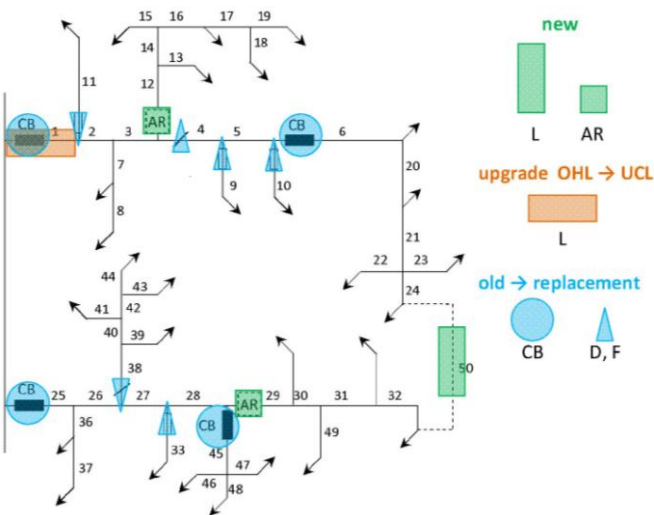 15 16 17 19
new
14 13 18
11 12
CB AR CB
1 2 3 4 5 6
L AR
7 9 10 20
upgrade OHL → UCL
8
21
L
44 22 23
43
41 42 24
old → replacement
40 39
38 50
CB D, F
CB
25 26 27 28 AR 29 30 31 32
36 CB
33 45 49
37 47
46 48